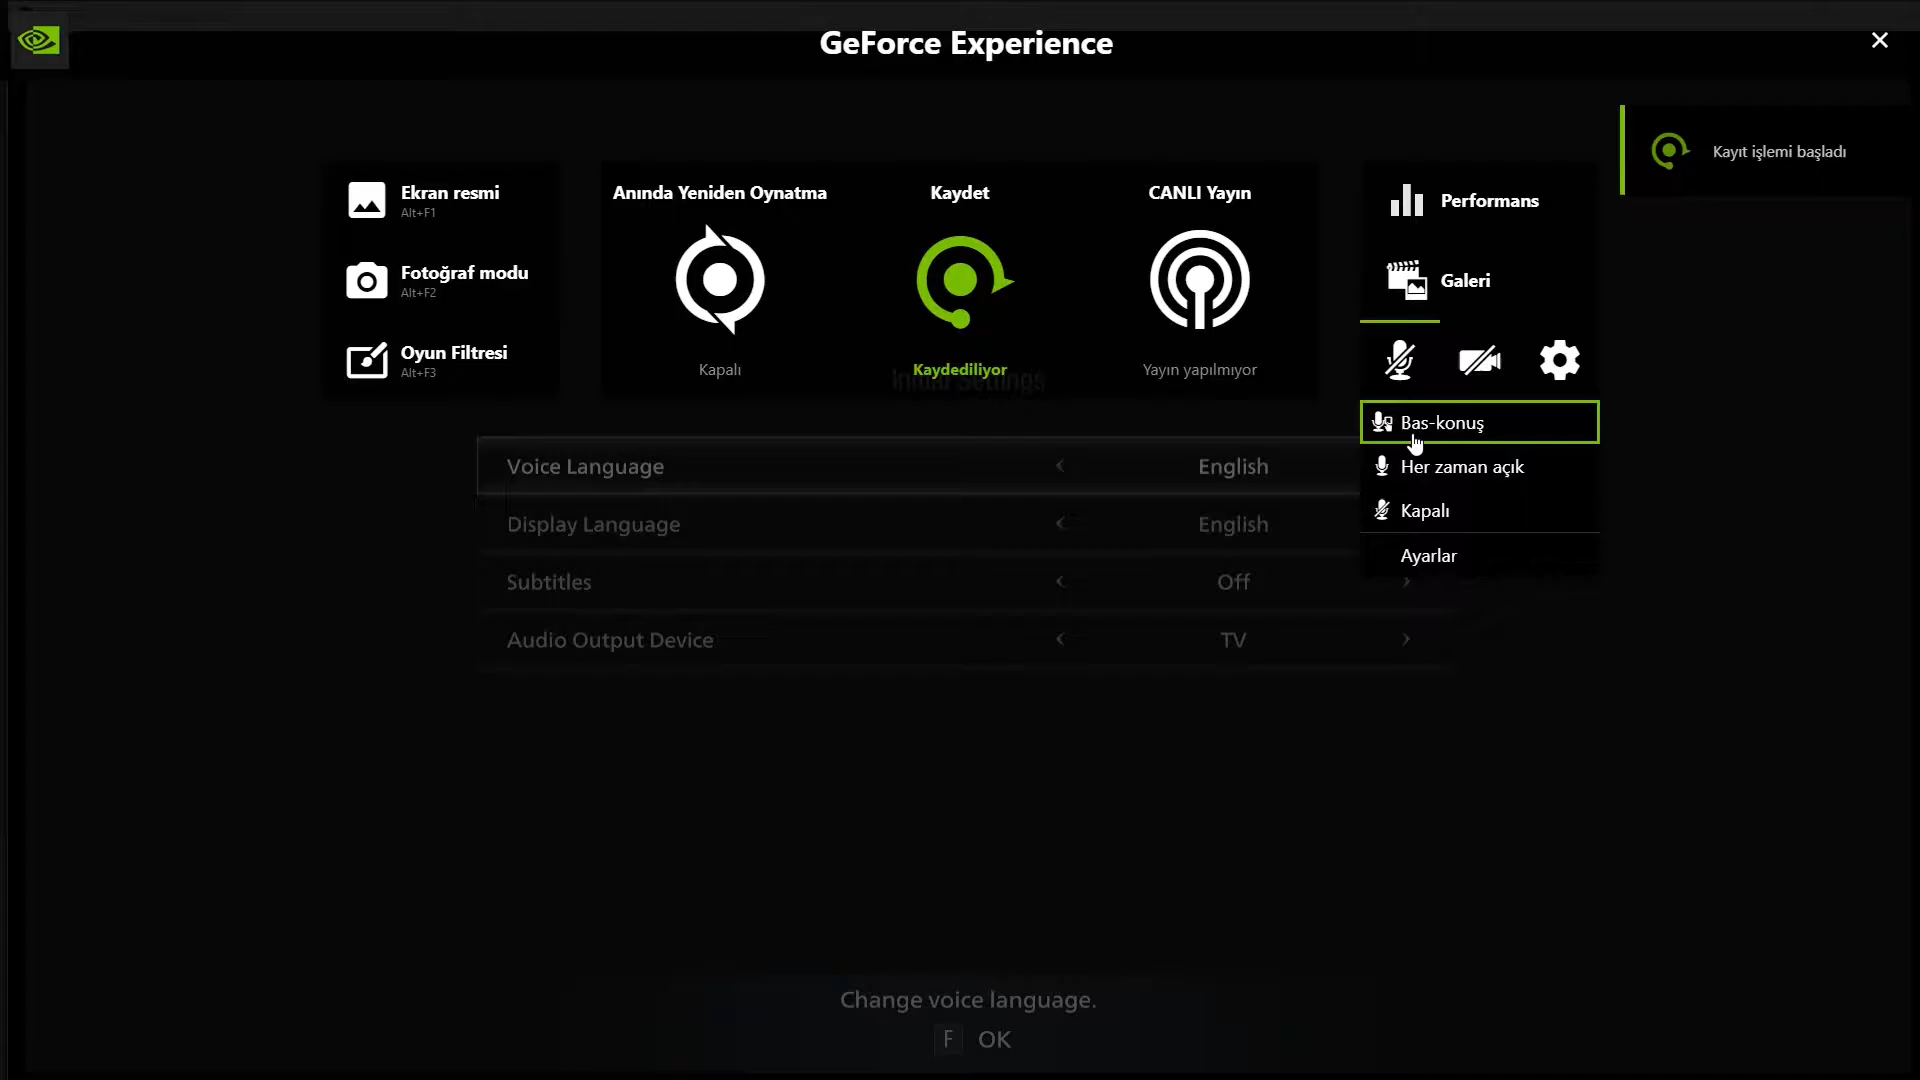 GeForce Experience
Kayıt işlemi başladı
Ekran resmi
Alt+F1
Fotoğraf modu
Alt+F2
Oyun Filtresi
Alt+F3
Anında Yeniden Oynatma
Kapalı
Kaydet
Kaydediliyor
CANLI Yayın
Yayın yapılmıyor
Performans
Galeri
Bas-konuş
Her zaman açık
Kapalı
Ayarlar
Initial Settings
Voice Language < English
Display Language < English
Subtitles < Off >
Audio Output Device < TV >
Change voice language.
F OK